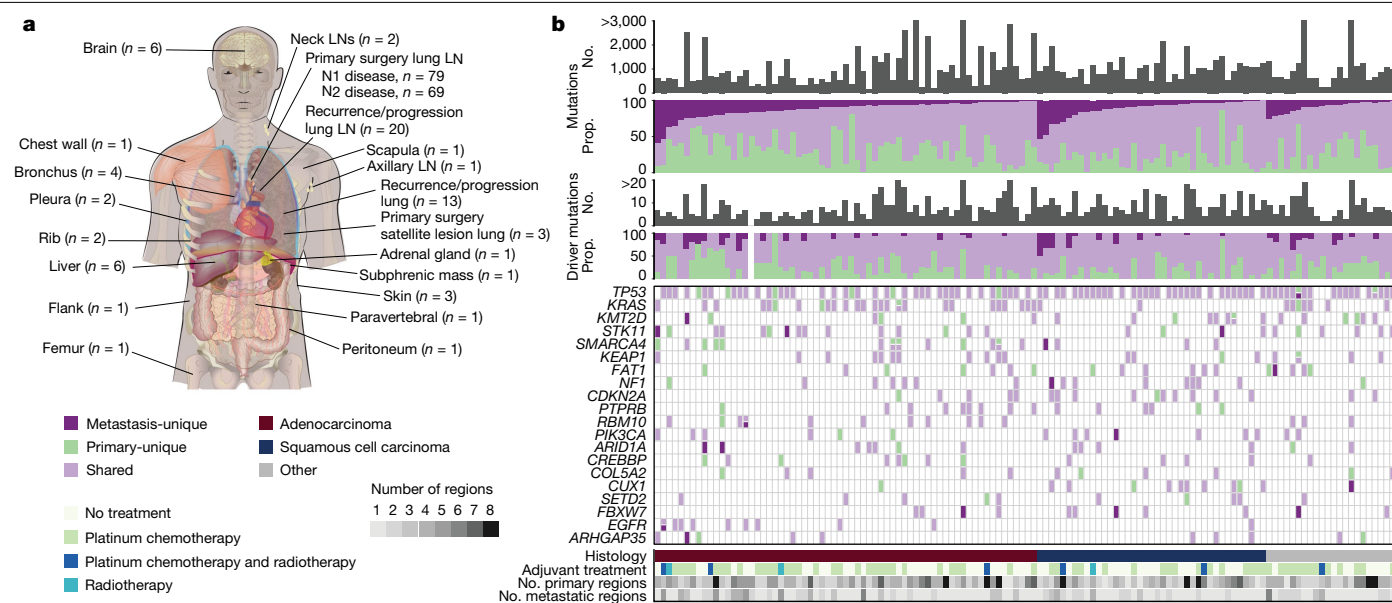 a
Brain (n = 6)
Chest wall (n = 1)
Bronchus (n = 4)
Pleura (n = 2)
Rib (n = 2)
Liver (n = 6)
Flank (n = 1)
Femur (n = 1)
Neck LNs (n = 2)
Primary surgery lung LN
N1 disease, n = 79
N2 disease, n = 69
Recurrence/progression
lung LN (n = 20)
Scapula (n = 1)
Axillary LN (n = 1)
Recurrence/progression
lung (n = 13)
Primary surgery
satellite lesion lung (n = 3)
Adrenal gland (n = 1)
Subphrenic mass (n = 1)
Skin (n = 3)
Paravertebral (n = 1)
Peritoneum (n = 1)
Metastasis-unique
Primary-unique
Shared
Adenocarcinoma
Squamous cell carcinoma
Other
No treatment
Platinum chemotherapy
Platinum chemotherapy and radiotherapy
Radiotherapy
Number of regions
1 2 3 4 5 6 7 8
b
Mutations
No.
>3,000
2,000
1,000
0
Prop.
100
50
0
Driver mutations
No.
>20
10
0
Prop.
100
50
0
TP53
KRAS
KMT2D
STK11
SMARCA4
KEAP1
FAT1
NF1
CDKN2A
PTPRB
RBM10
PIK3CA
ARID1A
CREBBP
COL5A2
CUX1
SETD2
FBXW7
EGFR
ARHGAP35
Histology
Adjuvant treatment
No. primary regions
No. metastatic regions